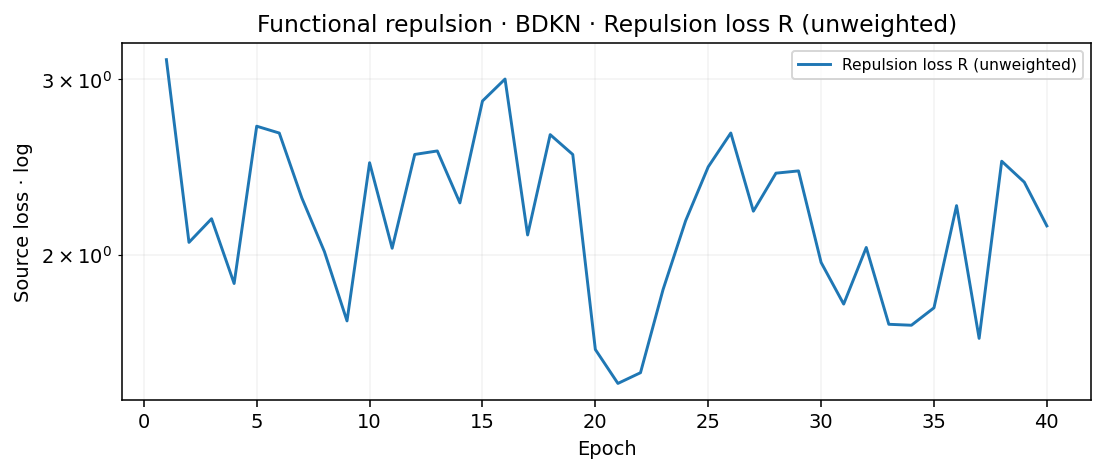 Functional repulsion · BDKN · Repulsion loss R (unweighted)
Repulsion loss R (unweighted)
3 × 10⁰
2 × 10⁰
Source loss · log
0 5 10 15 20 25 30 35 40
Epoch